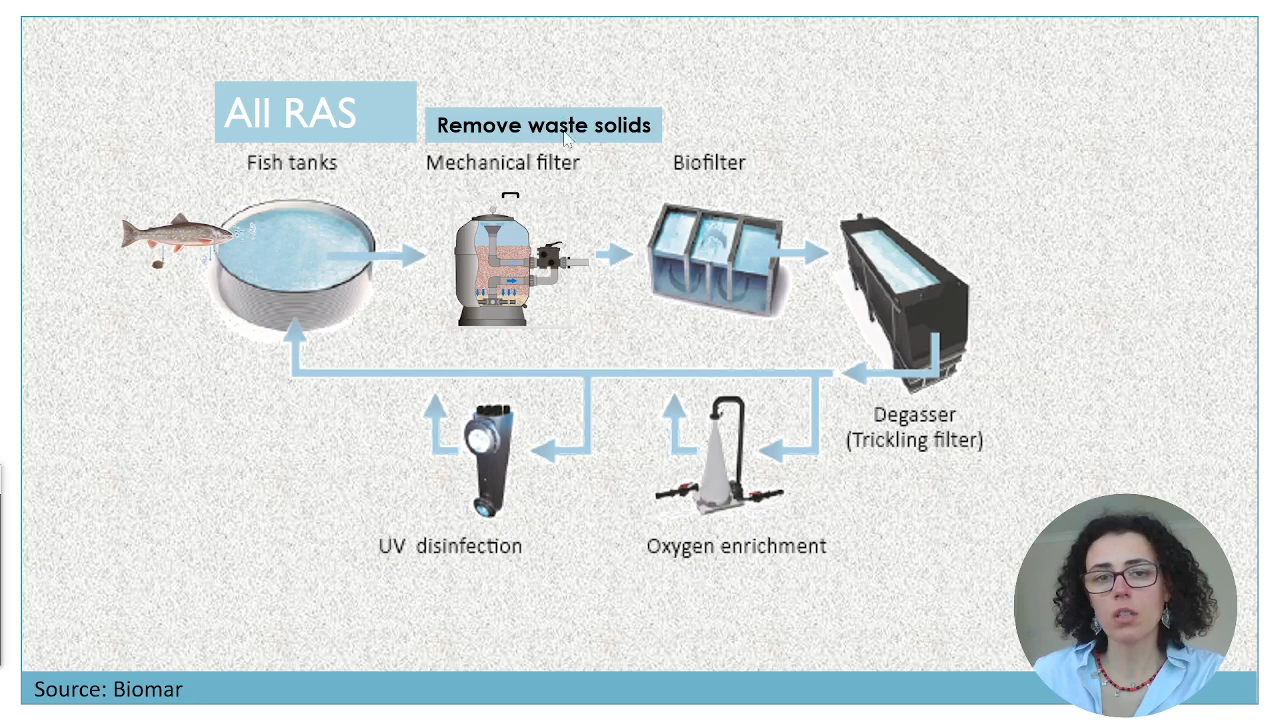 All RAS
Remove waste solids
Fish tanks
Mechanical filter
Biofilter
Degasser
(Trickling filter)
UV disinfection
Oxygen enrichment
Source: Biomar